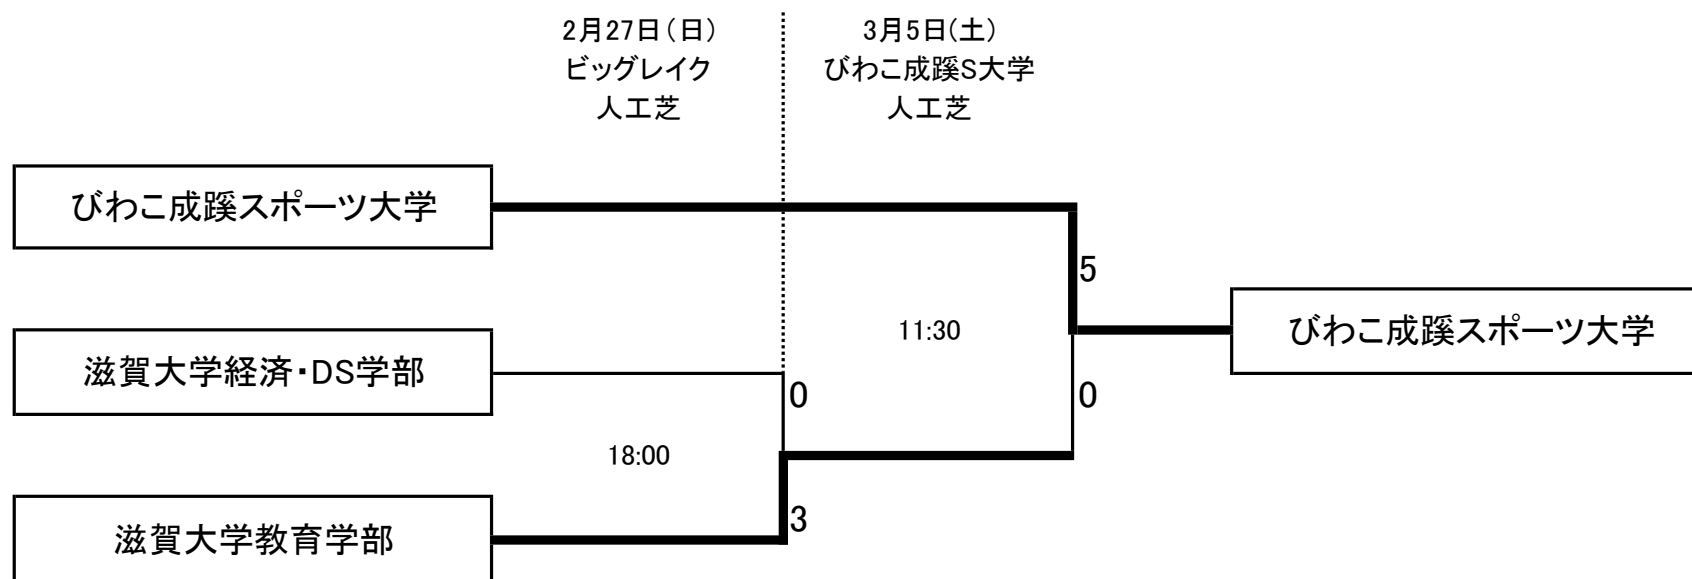 2月27日（日）
ビッグレイク
人工芝
3月5日(土)
びわこ成蹊S大学
人工芝
びわこ成蹊スポーツ大学
5
11:30
びわこ成蹊スポーツ大学
滋賀大学経済・DS学部
0
0
18:00
3
滋賀大学教育学部